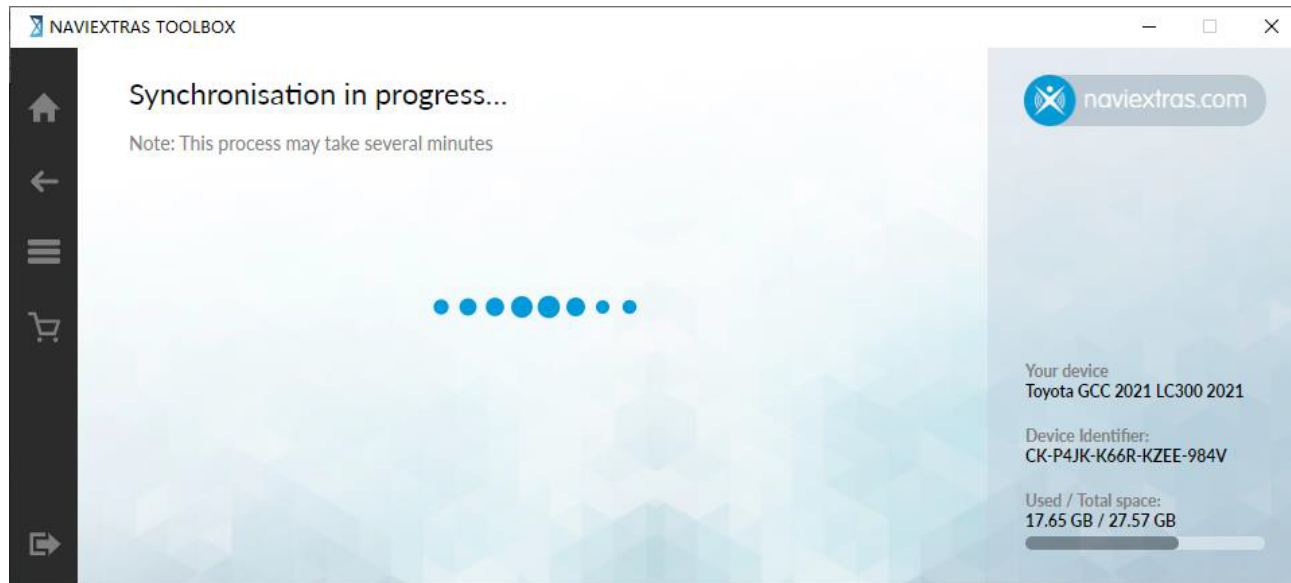 NAVIEXTRAS TOOLBOX
Synchronisation in progress...
Note: This process may take several minutes
naviextras.com
Your device
Toyota GCC 2021 LC300 2021
Device Identifier:
CK-P4JK-K66R-KZEE-984V
Used / Total space:
17.65 GB / 27.57 GB